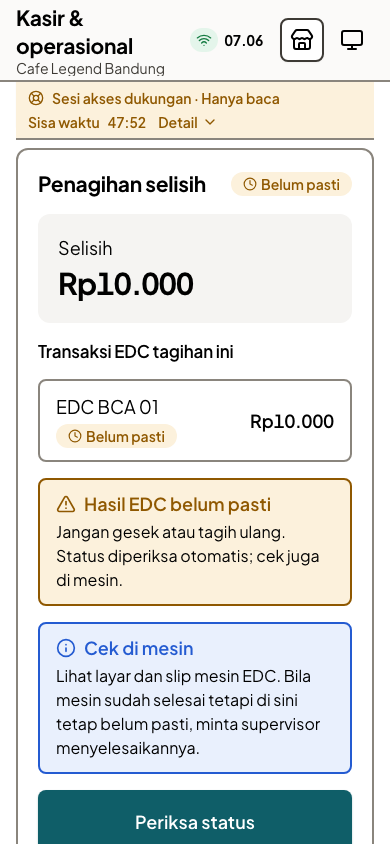 Kasir &
operasional
Cafe Legend Bandung
07.06
Sesi akses dukungan · Hanya baca
Sisa waktu 47:52 Detail
Penagihan selisih
Belum pasti
Selisih
Rp10.000
Transaksi EDC tagihan ini
EDC BCA 01
Belum pasti
Rp10.000
Hasil EDC belum pasti
Jangan gesek atau tagih ulang.
Status diperiksa otomatis; cek juga
di mesin.
Cek di mesin
Lihat layar dan slip mesin EDC. Bila
mesin sudah selesai tetapi di sini
tetap belum pasti, minta supervisor
menyelesaikannya.
Periksa status